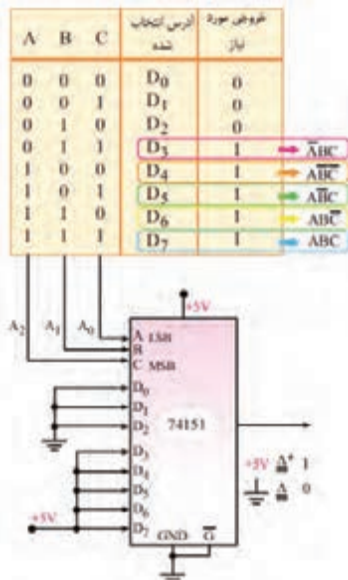 A B C آدرس انتخاب شده خروجی مورد نیاز
0 0 0 D0 0
0 0 1 D1 0
0 1 0 D2 0
0 1 1 D3 1 A̅BC
1 0 0 D4 1 AB̅C̅
1 0 1 D5 1 AB̅C
1 1 0 D6 1 ABC̅
1 1 1 D7 1 ABC
A2 A1 A0
+5V
A LSB
B
C MSB
D0
D1
D2
74151
D3
D4
D5
D6
D7
+5V
+5V ≙ 1
≙ 0
GND G̅